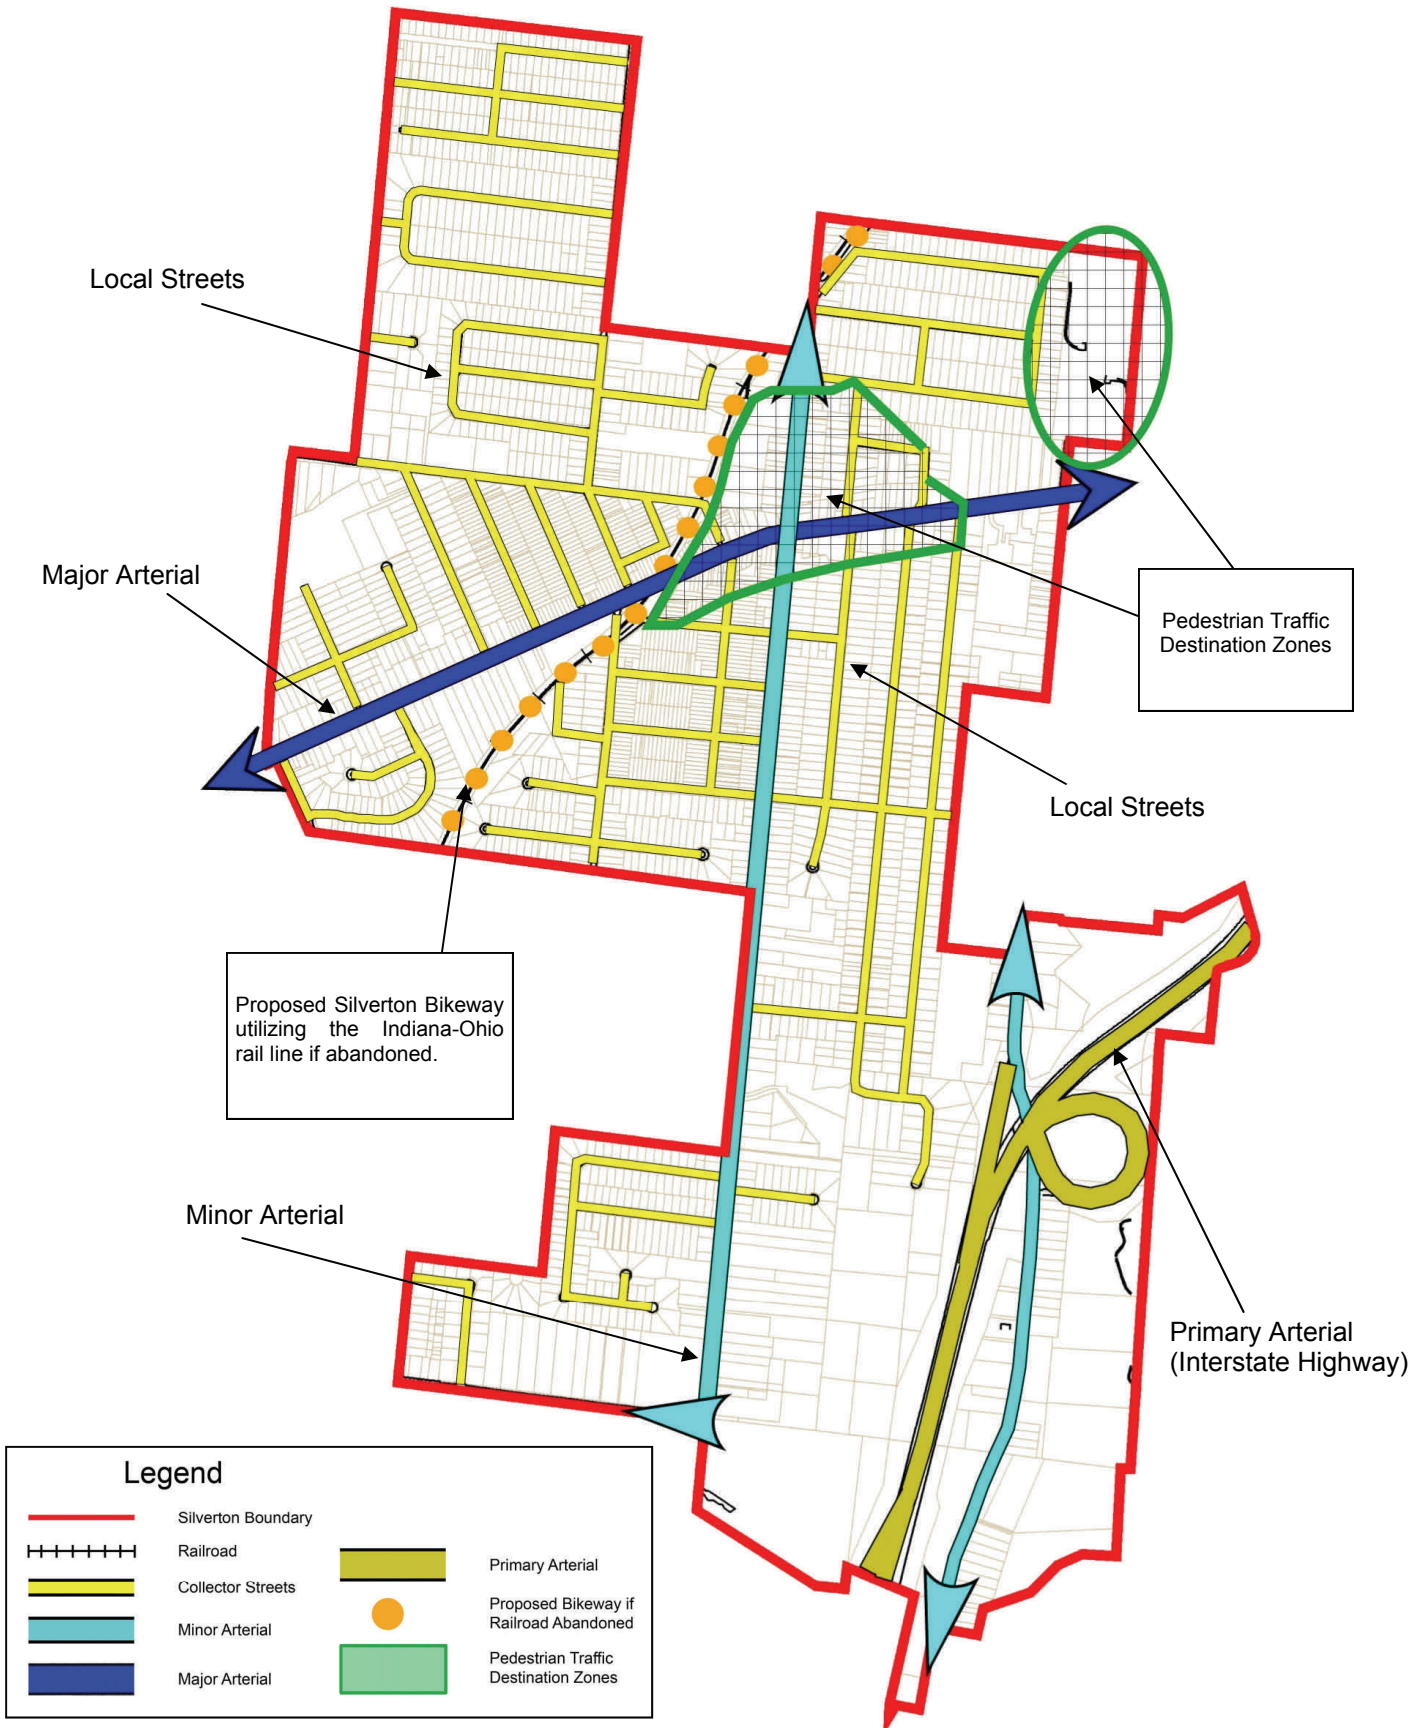 Local Streets
Major Arterial
Pedestrian Traffic
Destination Zones
Local Streets
Proposed Silverton Bikeway
utilizing the Indiana-Ohio
rail line if abandoned.
Minor Arterial
Primary Arterial
(Interstate Highway)
Legend
Silverton Boundary
Railroad
Collector Streets
Minor Arterial
Major Arterial
Primary Arterial
Proposed Bikeway if
Railroad Abandoned
Pedestrian Traffic
Destination Zones